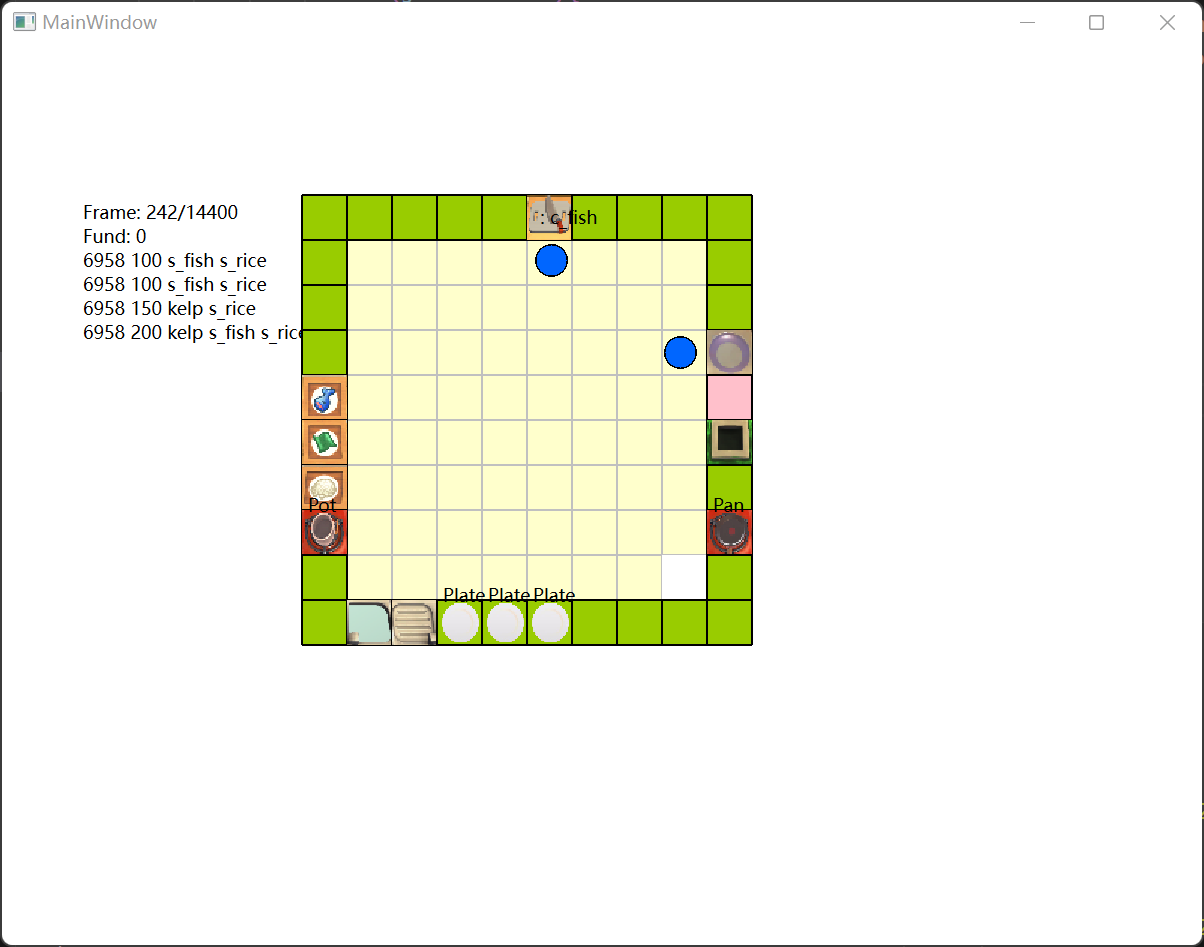 MainWindow
Frame: 242/14400
Fund: 0
6958 100 s_fish s_rice
6958 100 s_fish s_rice
6958 150 kelp s_rice
6958 200 kelp s_fish s_rice
: c_fish
Pot
Pan
Plate Plate Plate